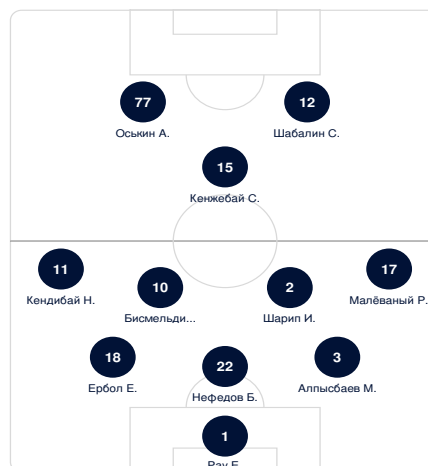 77 12
Оськин А. Шабалин С.
15
Кенжебай С.
11 17
Кендибай Н. Малёваный Р.
10 2
Бисмельди... Шарип И.
18 22 3
Ербол Е. Нефедов Б. Алпысбаев М.
1